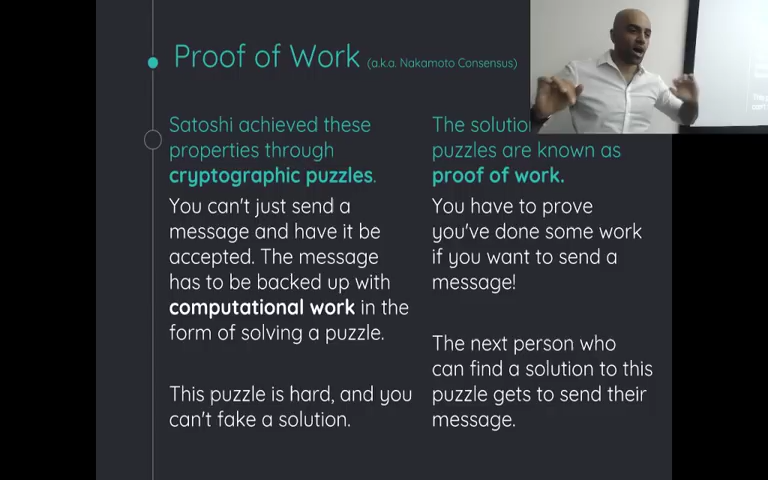 Proof of Work (a.k.a. Nakamoto Consensus)
Satoshi achieved these
properties through
cryptographic puzzles.
You can't just send a
message and have it be
accepted. The message
has to be backed up with
computational work in the
form of solving a puzzle.
This puzzle is hard, and you
can't fake a solution.
The
puzzles are known as
proof of work.
You have to prove
you've done some work
if you want to send a
message!
The next person who
can find a solution to this
puzzle gets to send their
message.